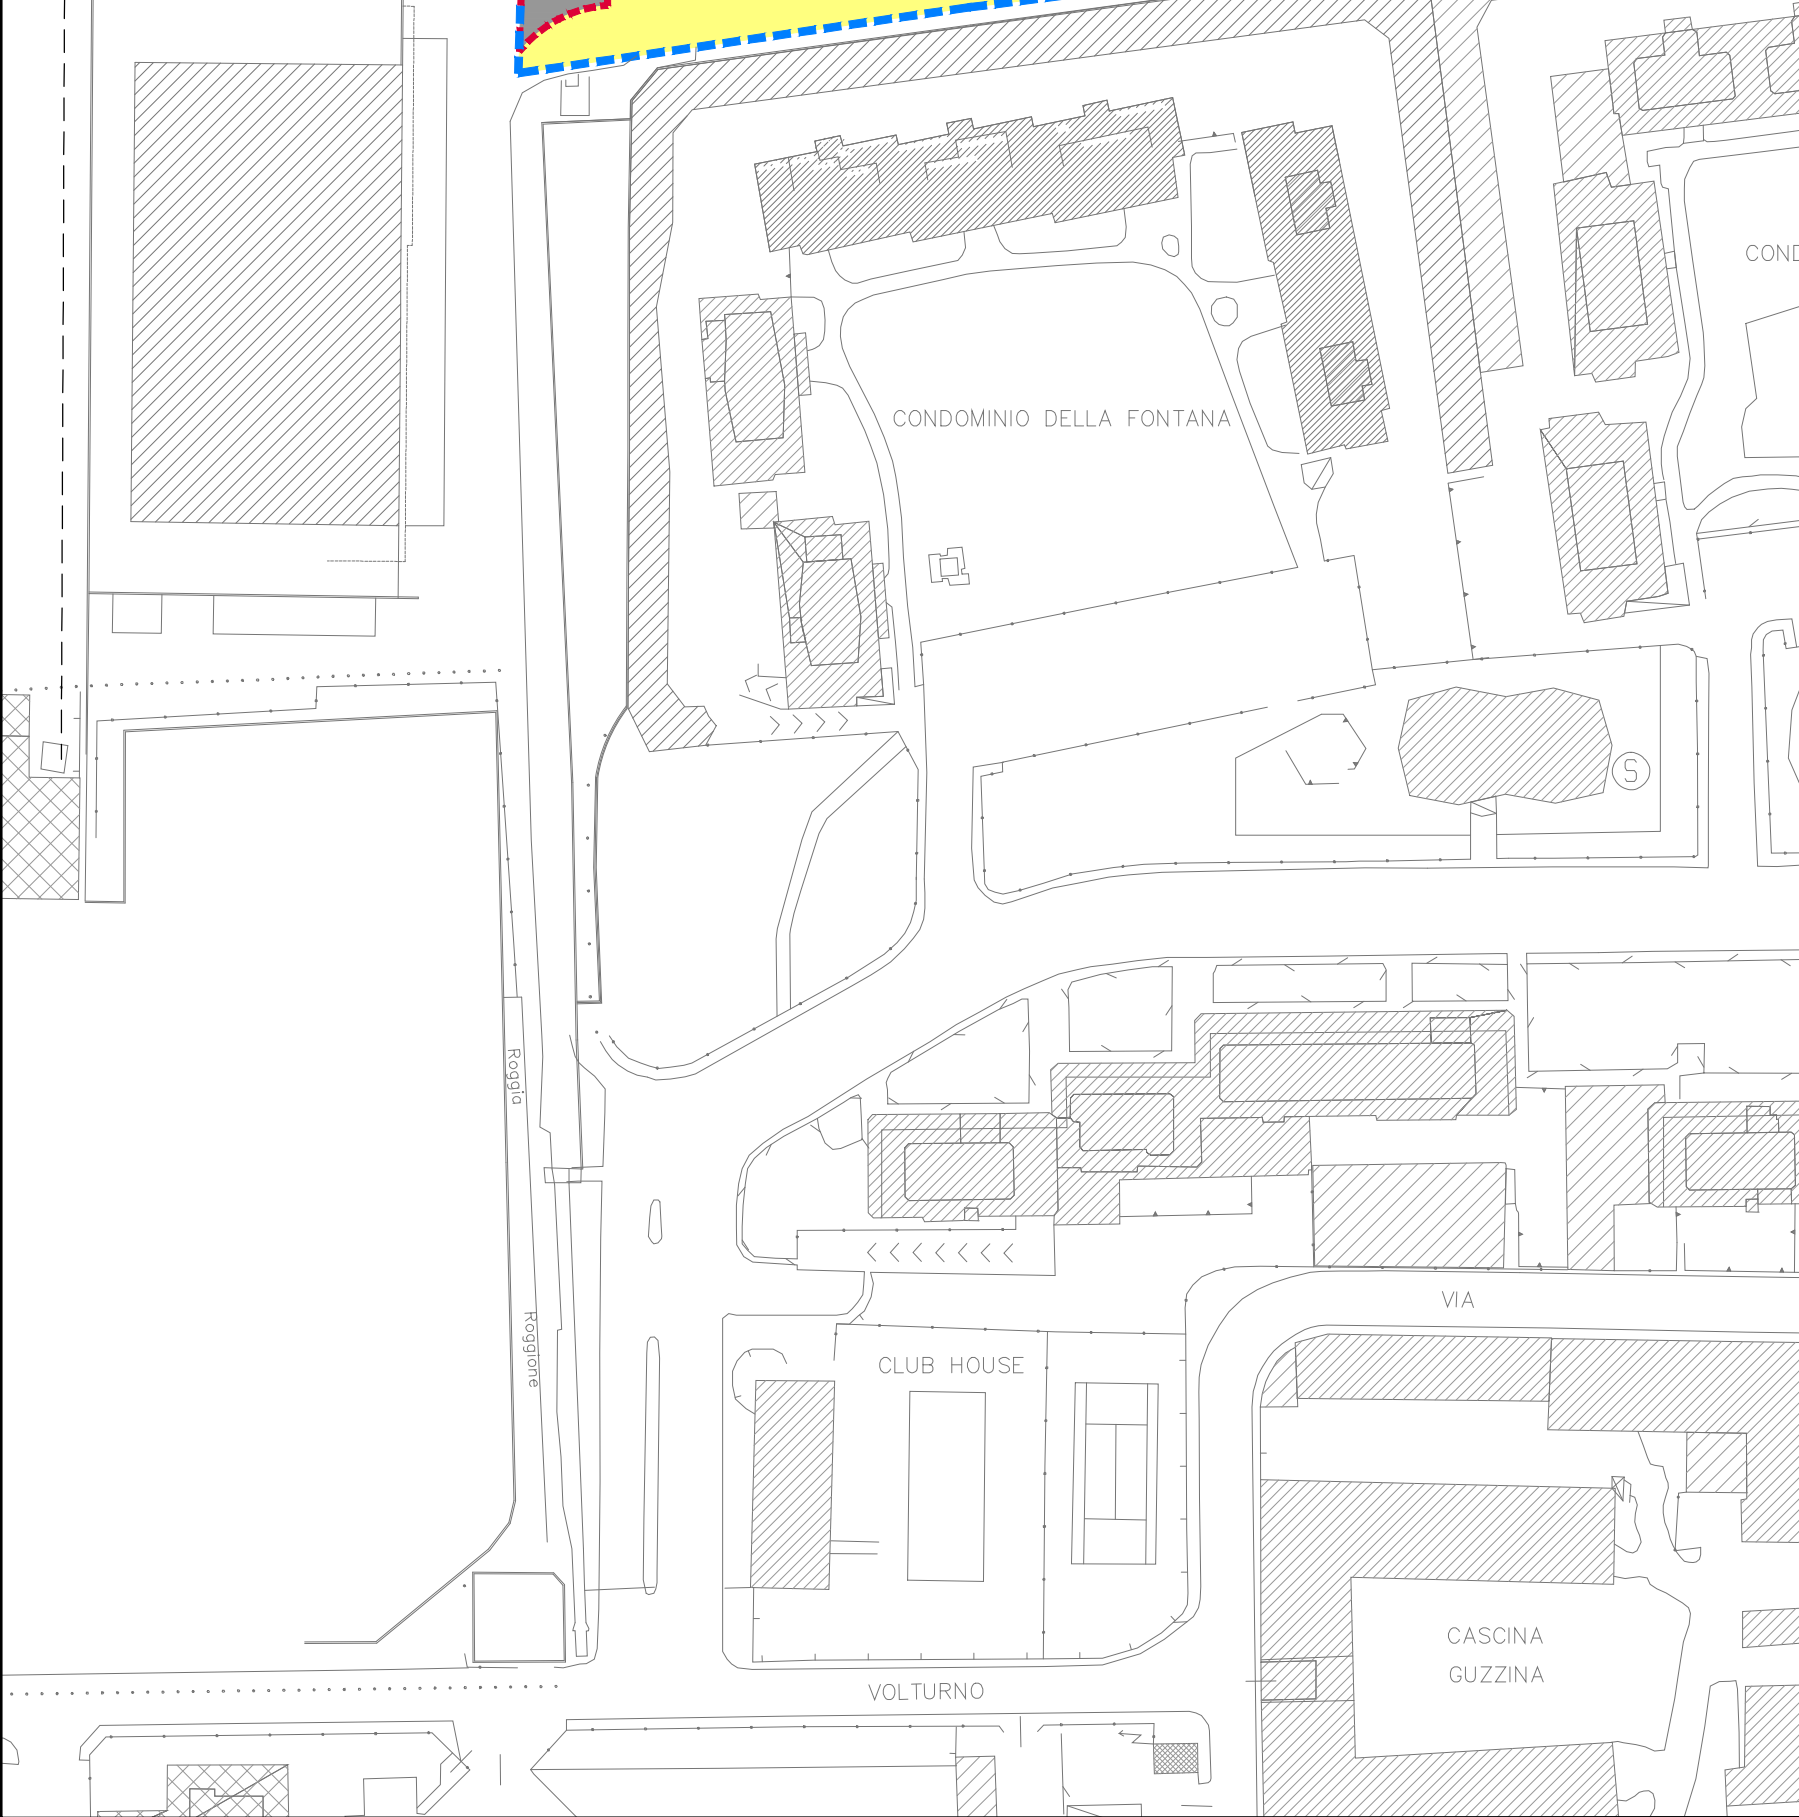 COND
CONDOMINIO DELLA FONTANA
S
Roggia
VIA
Roggione
CLUB HOUSE
CASCINA
GUZZINA
VOLTURNO